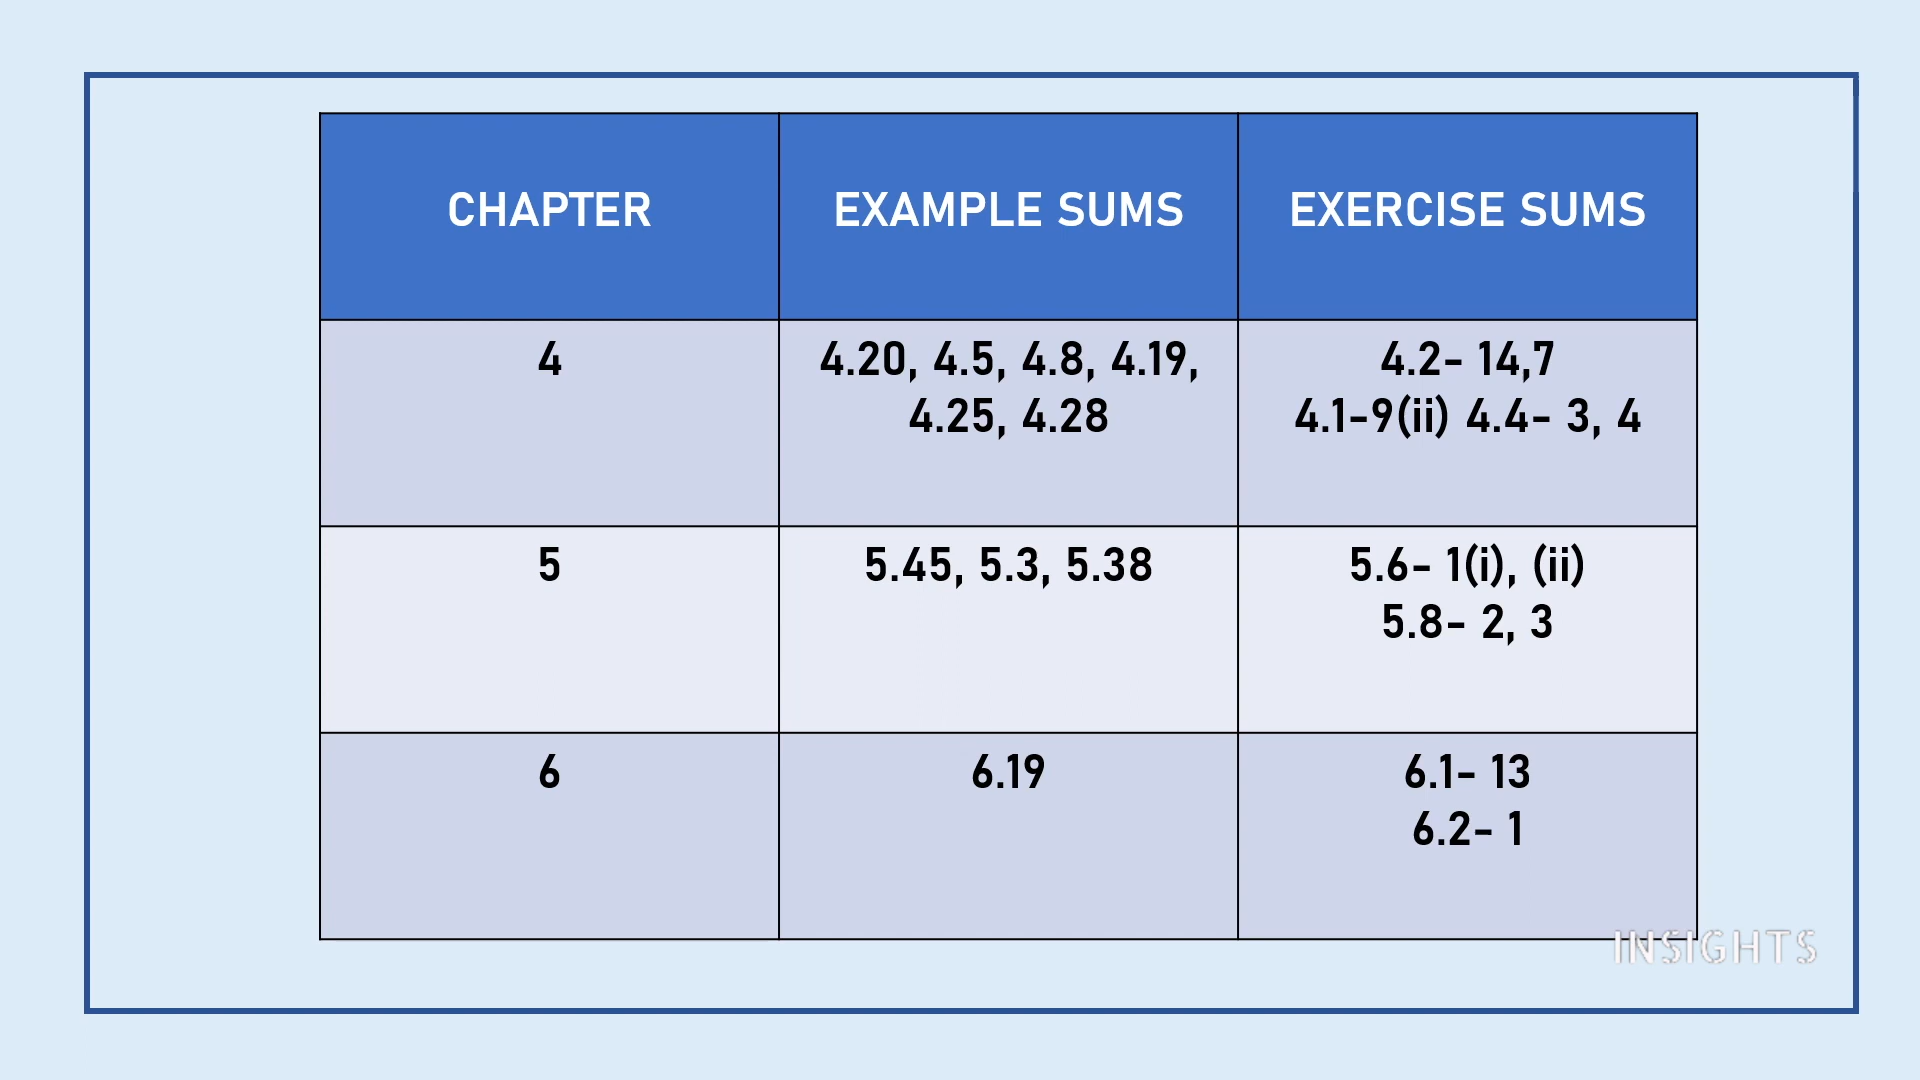 CHAPTER EXAMPLE SUMS EXERCISE SUMS
4 4.20, 4.5, 4.8, 4.19, 4.2- 14,7
4.25, 4.28 4.1-9(ii) 4.4- 3, 4
5 5.45, 5.3, 5.38 5.6- 1(i), (ii)
5.8- 2, 3
6 6.19 6.1- 13
6.2- 1
INSIGHTS